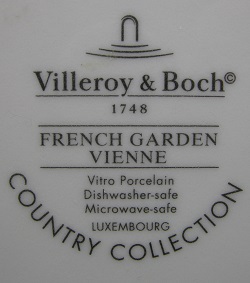 Villeroy & Boch©
1748
FRENCH GARDEN
VIENNE
Vitro Porcelain
Dishwasher-safe
Microwave-safe
LUXEMBOURG
COUNTRY COLLECTION